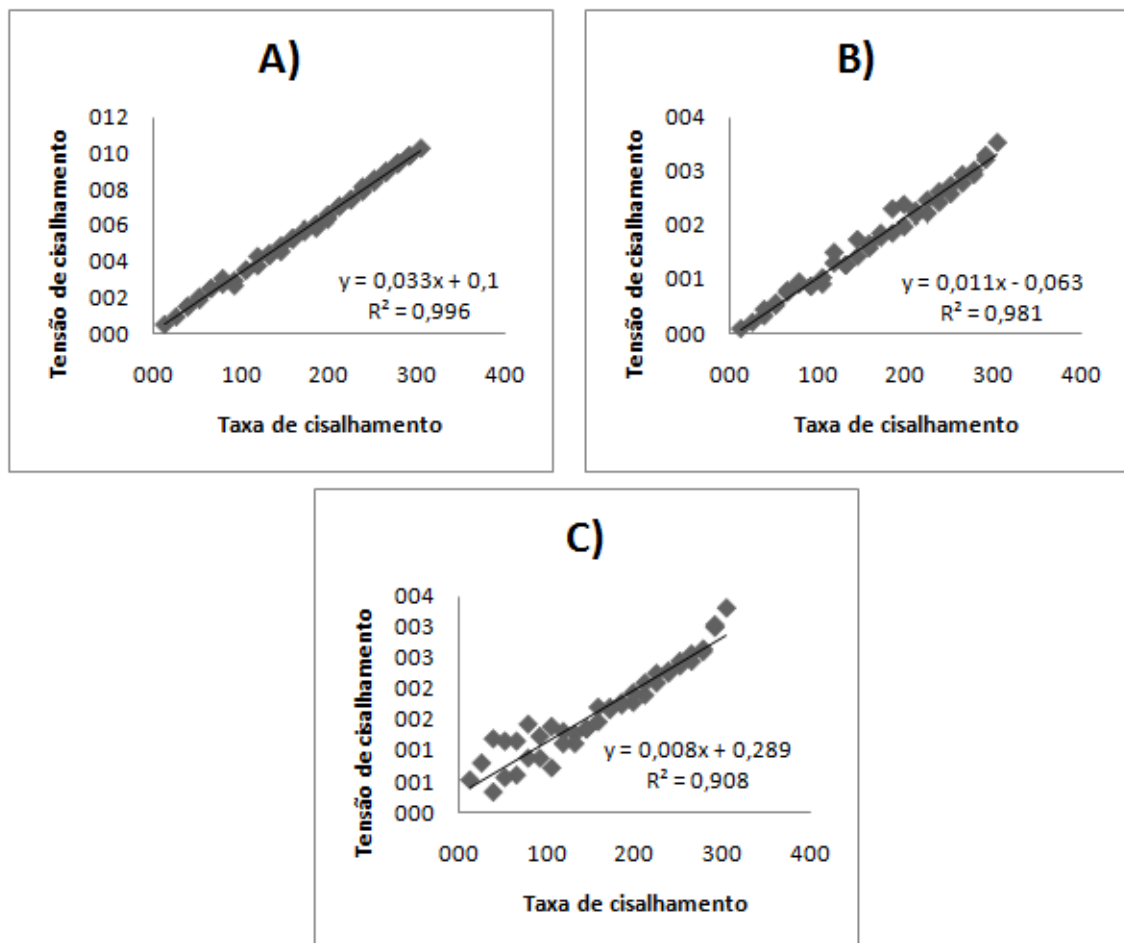 A)
Tensão de cisalhamento
012
010
008
006
004
002
000
y = 0,033x + 0,1
R² = 0,996
000 100 200 300 400
Taxa de cisalhamento
B)
Tensão de cisalhamento
004
003
002
001
000
y = 0,011x - 0,063
R² = 0,981
000 100 200 300 400
Taxa de cisalhamento
C)
Tensão de cisalhamento
004
003
003
002
002
001
001
000
y = 0,008x + 0,289
R² = 0,908
000 100 200 300 400
Taxa de cisalhamento